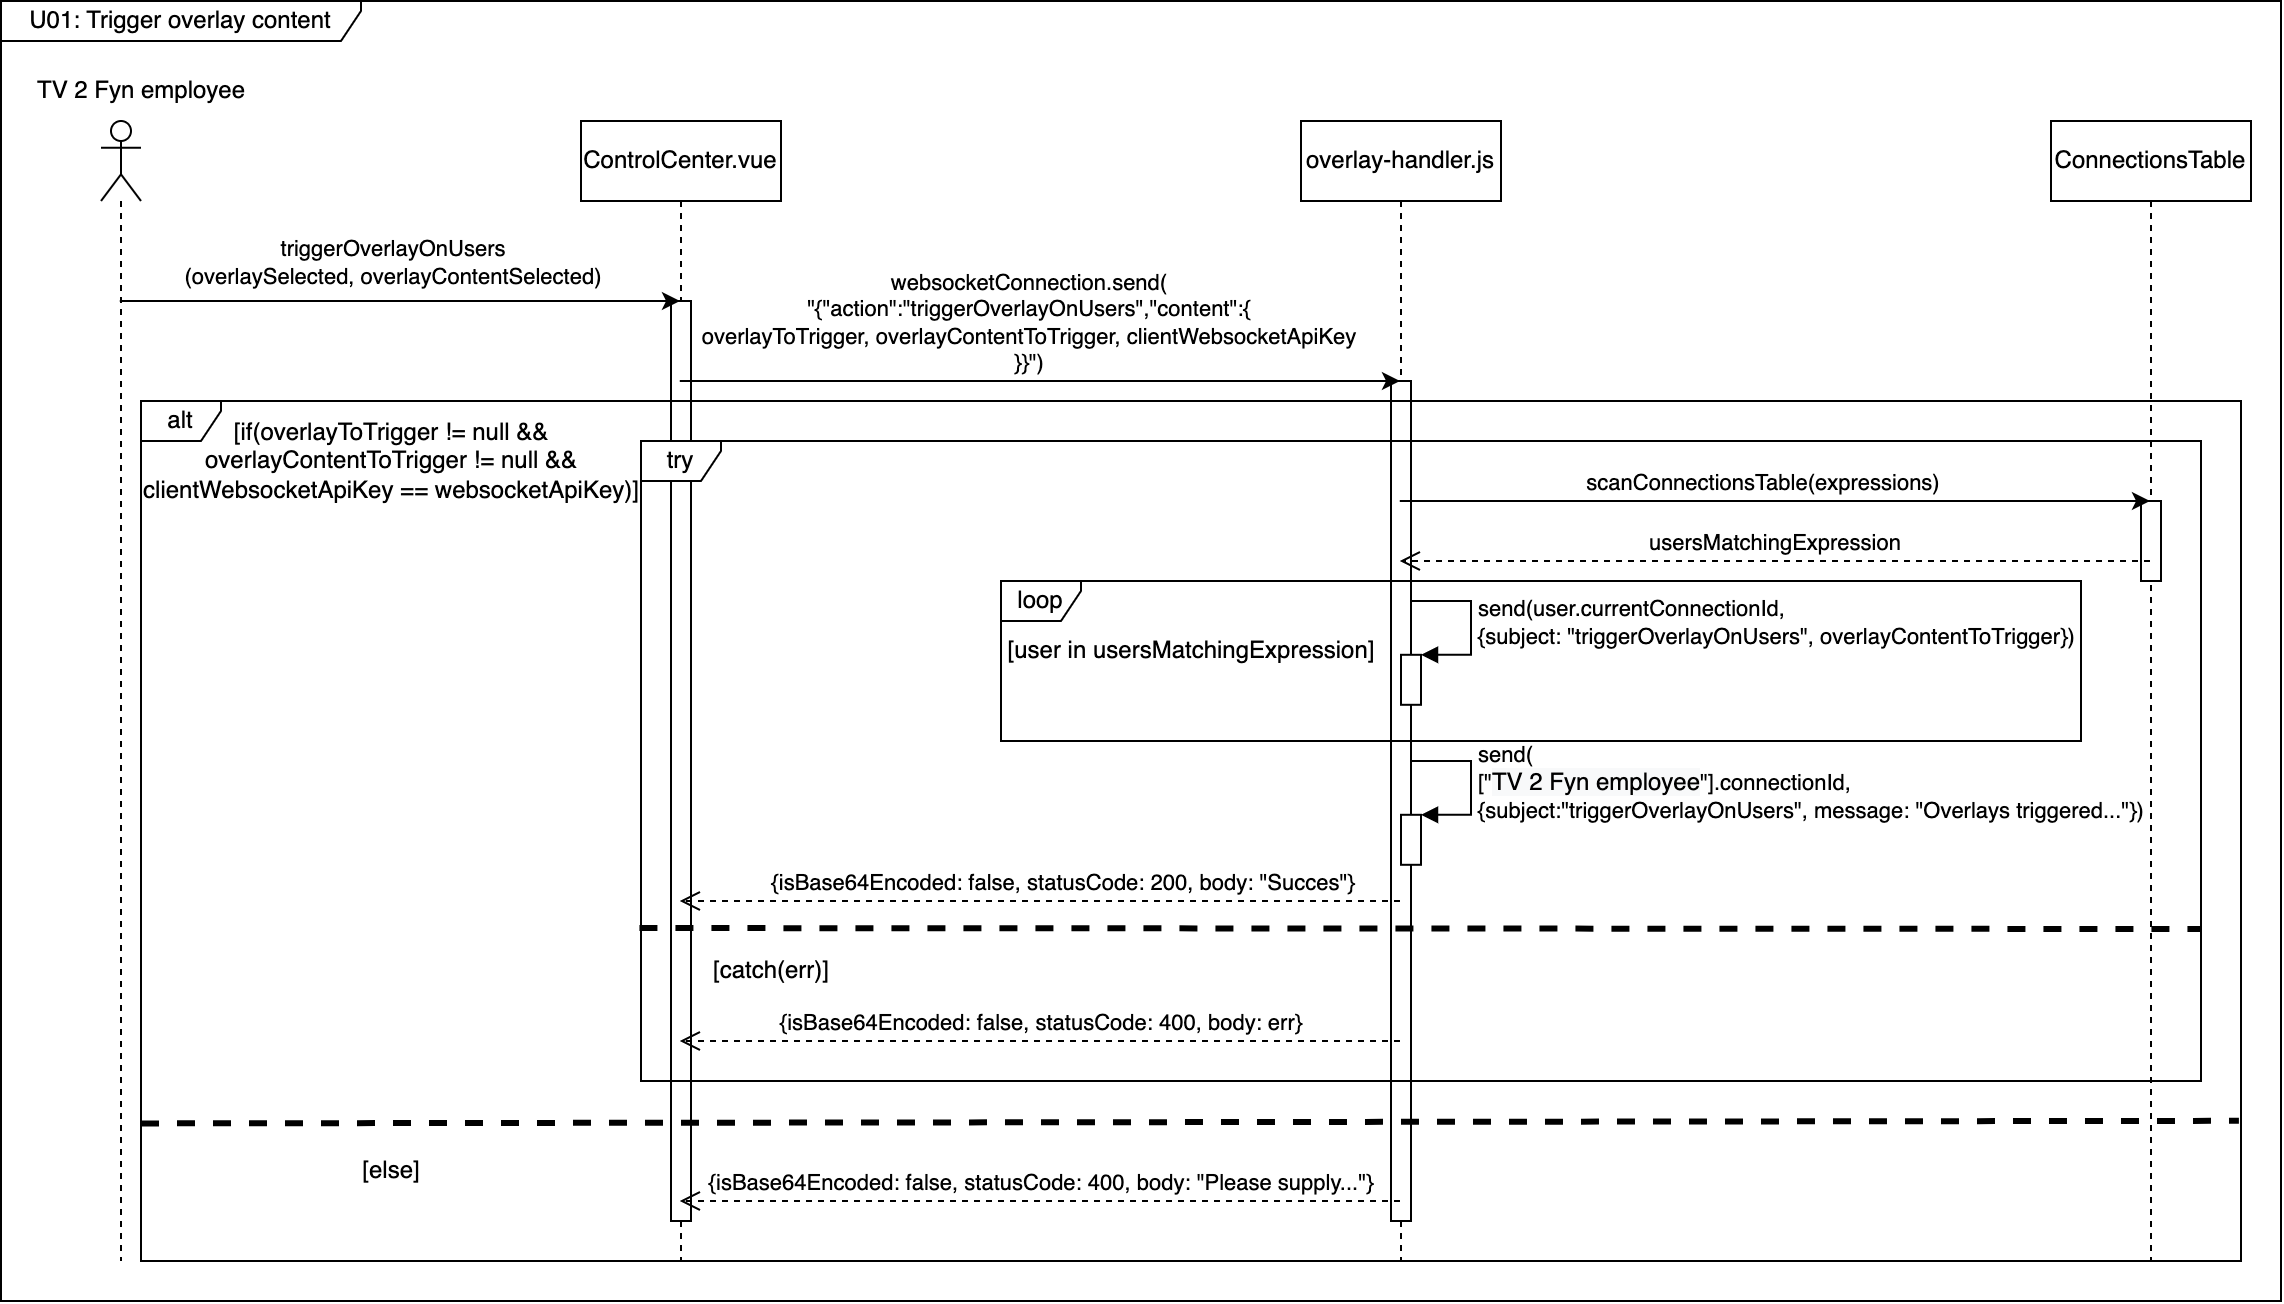 U01: Trigger overlay content
TV 2 Fyn employee
ControlCenter.vue
overlay-handler.js
ConnectionsTable
triggerOverlayOnUsers
(overlaySelected, overlayContentSelected)
websocketConnection.send(
"{"action":"triggerOverlayOnUsers","content":{
overlayToTrigger, overlayContentToTrigger, clientWebsocketApiKey
}}")
alt
[if(overlayToTrigger != null &&
overlayContentToTrigger != null &&
clientWebsocketApiKey == websocketApiKey)]
try
scanConnectionsTable(expressions)
usersMatchingExpression
loop
[user in usersMatchingExpression]
send(user.currentConnectionId,
{subject: "triggerOverlayOnUsers", overlayContentToTrigger})
send(
["TV 2 Fyn employee"].connectionId,
{subject:"triggerOverlayOnUsers", message: "Overlays triggered..."})
{isBase64Encoded: false, statusCode: 200, body: "Succes"}
[catch(err)]
{isBase64Encoded: false, statusCode: 400, body: err}
[else]
{isBase64Encoded: false, statusCode: 400, body: "Please supply..."}